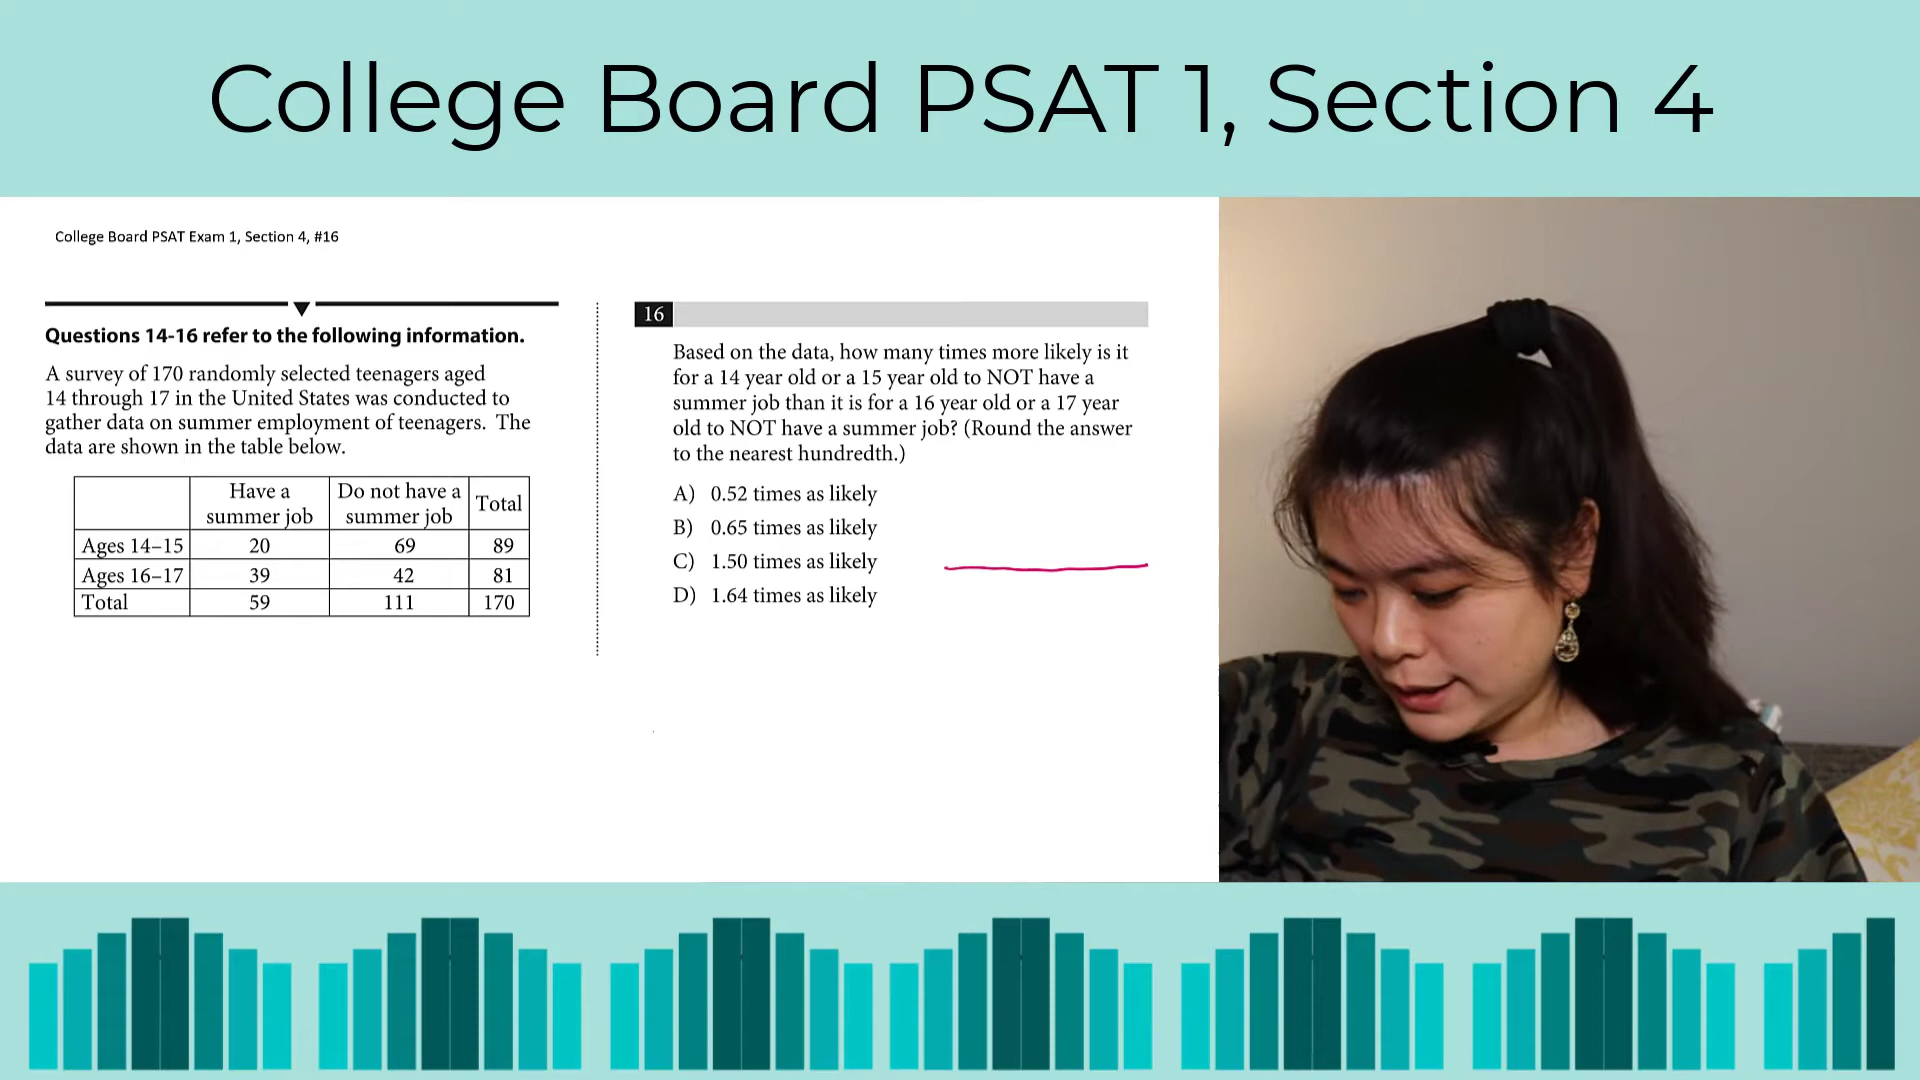 College Board PSAT 1, Section 4
College Board PSAT Exam 1, Section 4, #16
Questions 14-16 refer to the following information.
A survey of 170 randomly selected teenagers aged
14 through 17 in the United States was conducted to
gather data on summer employment of teenagers. The
data are shown in the table below.
Have a summer job Do not have a summer job Total
Ages 14–15 20 69 89
Ages 16–17 39 42 81
Total 59 111 170
16
Based on the data, how many times more likely is it
for a 14 year old or a 15 year old to NOT have a
summer job than it is for a 16 year old or a 17 year
old to NOT have a summer job? (Round the answer
to the nearest hundredth.)
A) 0.52 times as likely
B) 0.65 times as likely
C) 1.50 times as likely
D) 1.64 times as likely